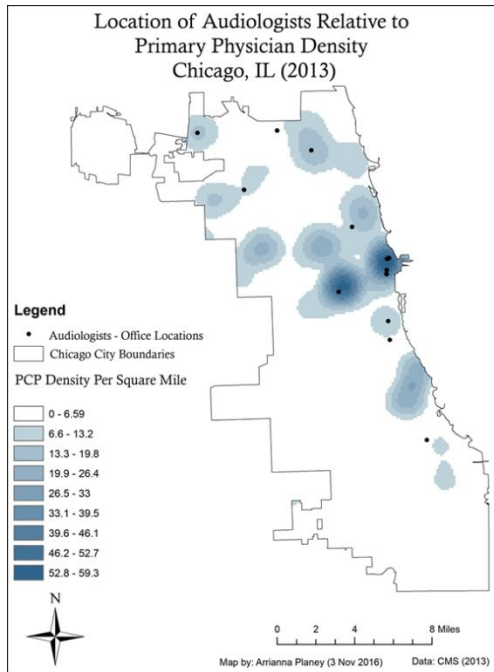 Location of Audiologists Relative to
Primary Physician Density
Chicago, IL (2013)
Legend
Audiologists - Office Locations
Chicago City Boundaries
PCP Density Per Square Mile
0 - 6.59
6.6 - 13.2
13.3 - 19.8
19.9 - 26.4
26.5 - 33
33.1 - 39.5
39.6 - 46.1
46.2 - 52.7
52.8 - 59.3
N
0 2 4 8 Miles
Map by: Arrianna Planey (3 Nov 2016) Data: CMS (2013)